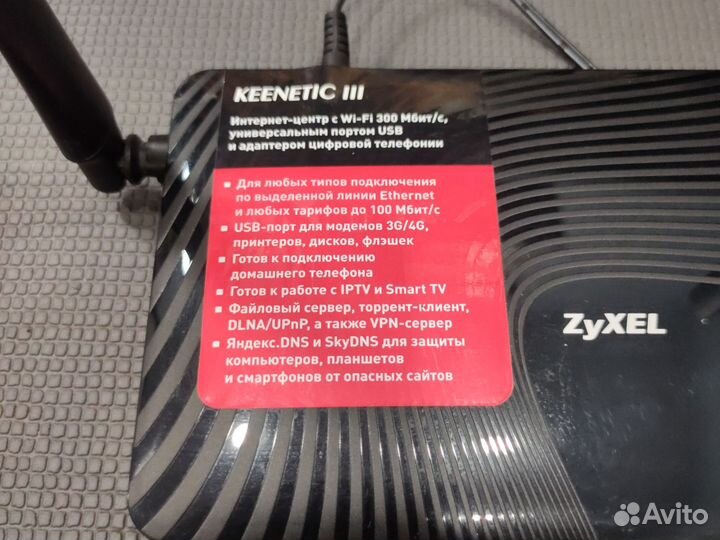 KEENETIC III
Интернет-центр с Wi-Fi 300 Мбит/с,
универсальным портом USB
и адаптером цифровой телефонии
▪ Для любых типов подключения
по выделенной линии Ethernet
и любых тарифов до 100 Мбит/с
▪ USB-порт для модемов 3G/4G,
принтеров, дисков, флэшек
▪ Готов к подключению
домашнего телефона
▪ Готов к работе с IPTV и Smart TV
▪ Файловый сервер, торрент-клиент,
DLNA/UPnP, а также VPN-сервер
▪ Яндекс.DNS и SkyDNS для защиты
компьютеров, планшетов
и смартфонов от опасных сайтов
ZyXEL
Avito